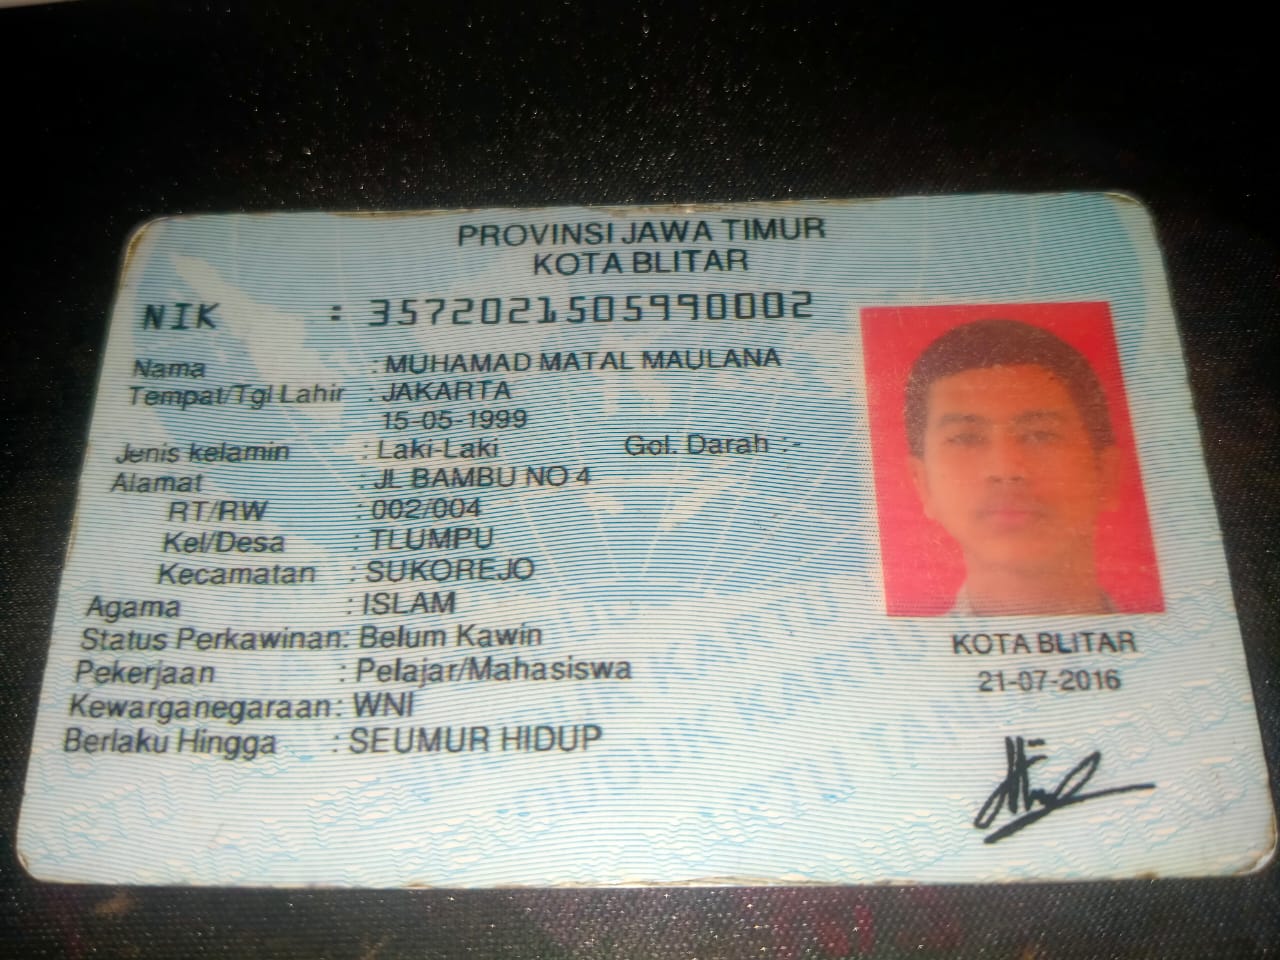 PROVINSI JAWA TIMUR
KOTA BLITAR
NIK : 3572021505990002
Nama : MUHAMAD MATAL MAULANA
Tempat/Tgl Lahir : JAKARTA
15-05-1999
Jenis kelamin : Laki-Laki Gol. Darah : -
Alamat : JL BAMBU NO 4
RT/RW : 002/004
Kel/Desa : TLUMPU
Kecamatan : SUKOREJO
Agama : ISLAM
Status Perkawinan: Belum Kawin
Pekerjaan : Pelajar/Mahasiswa
Kewarganegaraan: WNI
Berlaku Hingga : SEUMUR HIDUP
KOTA BLITAR
21-07-2016